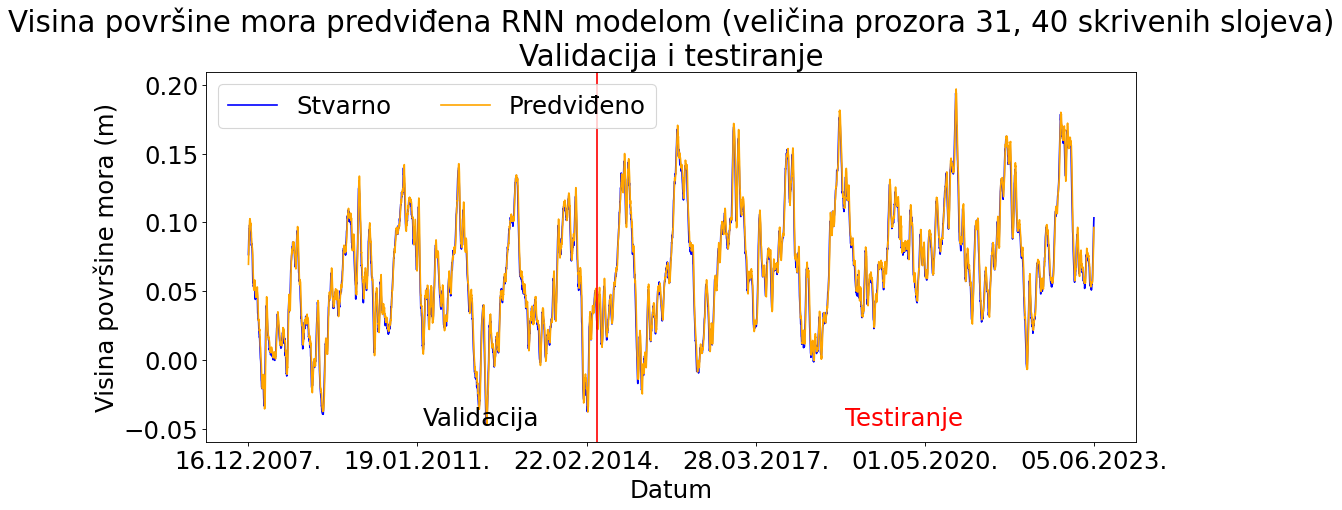 Visina površine mora predviđena RNN modelom (veličina prozora 31, 40 skrivenih slojeva)
Validacija i testiranje
Stvarno
Predviđeno
Visina površine mora (m)
0.20
0.15
0.10
0.05
0.00
−0.05
Validacija
Testiranje
16.12.2007.
19.01.2011.
22.02.2014.
28.03.2017.
01.05.2020.
05.06.2023.
Datum